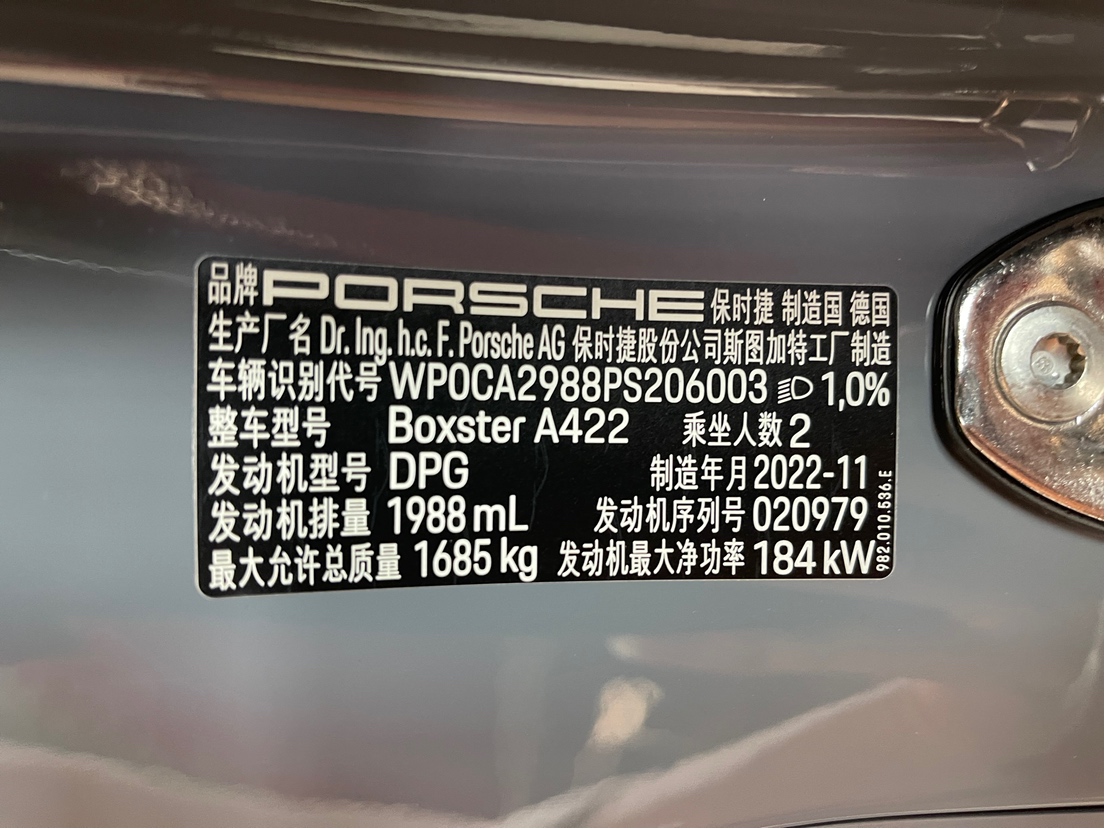 品牌 PORSCHE 保时捷 制造国 德国
生产厂名 Dr. Ing. h.c. F. Porsche AG 保时捷股份公司斯图加特工厂制造
车辆识别代号 WP0CA2988PS206003 1,0%
整车型号 Boxster A422 乘坐人数 2
发动机型号 DPG 制造年月 2022-11
发动机排量 1988 mL 发动机序列号 020979
最大允许总质量 1685 kg 发动机最大净功率 184 kW
982.010.536.E